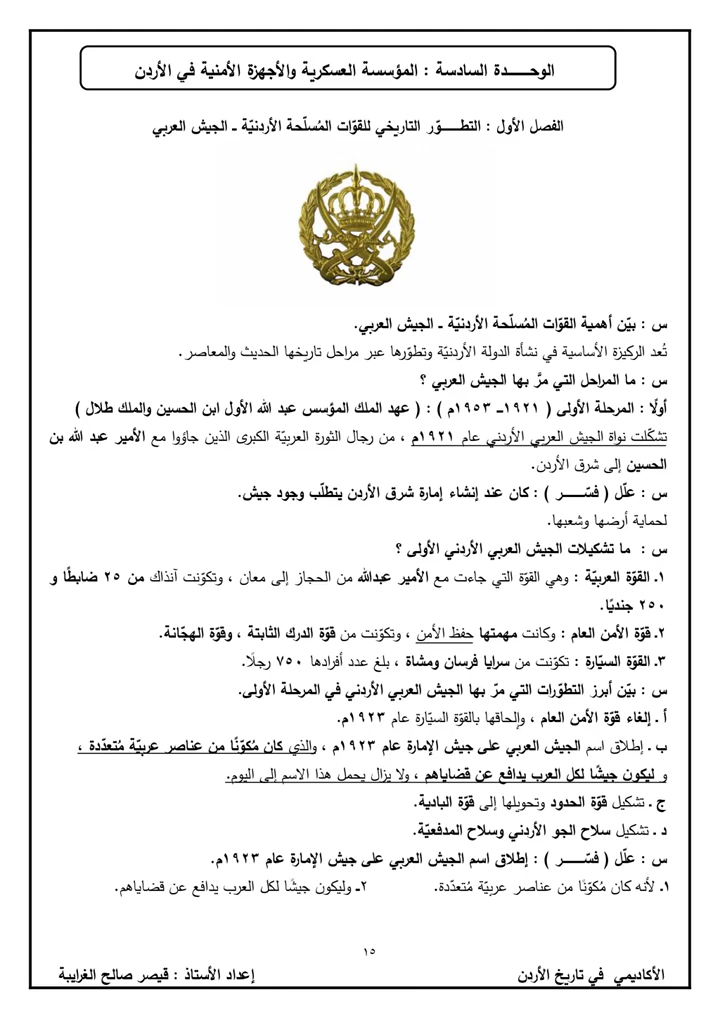 الوحـــــدة السادسة : المؤسسة العسكرية والأجهزة الأمنية في الأردن
الفصل الأول : التطـــــوّر التاريخي للقوّات المُسلّحة الأردنيّة ـ الجيش العربي
س : بيّن أهمية القوّات المُسلّحة الأردنيّة ـ الجيش العربي.
تُعد الركيزة الأساسية في نشأة الدولة الأردنيّة وتطوّرها عبر مراحل تاريخها الحديث والمعاصر.
س : ما المراحل التي مرَّ بها الجيش العربي ؟
أولًا : المرحلة الأولى ( ١٩٢١ـ ١٩٥٣م ) : ( عهد الملك المؤسس عبد الله الأول ابن الحسين والملك طلال )
تشكّلت نواة الجيش العربي الأردني عام ١٩٢١م ، من رجال الثورة العربيّة الكبرى الذين جاؤوا مع الأمير عبد الله بن
الحسين إلى شرق الأردن.
س : علّل ( فسّـــــر ) : كان عند إنشاء إمارة شرق الأردن يتطلّب وجود جيش.
لحماية أرضها وشعبها.
س : ما تشكيلات الجيش العربي الأردني الأولى ؟
١. القوّة العربيّة : وهي القوّة التي جاءت مع الأمير عبدالله من الحجاز إلى معان ، وتكوّنت آنذاك من ٢٥ ضابطًا و
٢٥٠ جنديًا.
٢. قوّة الأمن العام : وكانت مهمتها حفظ الأمن ، وتكوّنت من قوّة الدرك الثابتة ، وقوّة الهجّانة.
٣. القوّة السيّارة : تكوّنت من سرايا فرسان ومشاة ، بلغ عدد أفرادها ٧٥٠ رجلًا.
س : بيّن أبرز التطوّرات التي مرّ بها الجيش العربي الأردني في المرحلة الأولى.
أ ـ إلغاء قوّة الأمن العام ، وإلحاقها بالقوّة السيّارة عام ١٩٢٣م.
ب ـ إطلاق اسم الجيش العربي على جيش الإمارة عام ١٩٢٣م ، والذي كان مُكوّنًا من عناصر عربيّة مُتعدّدة ،
و ليكون جيشًا لكل العرب يدافع عن قضاياهم ، ولا يزال يحمل هذا الاسم إلى اليوم.
ج ـ تشكيل قوّة الحدود وتحويلها إلى قوّة البادية.
د ـ تشكيل سلاح الجو الأردني وسلاح المدفعيّة.
س : علّل ( فسّـــــر ) : إطلاق اسم الجيش العربي على جيش الإمارة عام ١٩٢٣م.
١ـ لأنه كان مُكوّنًا من عناصر عربيّة مُتعدّدة. ٢ـ وليكون جيشًا لكل العرب يدافع عن قضاياهم.
١٥
الأكاديمي في تاريخ الأردن إعداد الأستاذ : قيصر صالح الغرايبة